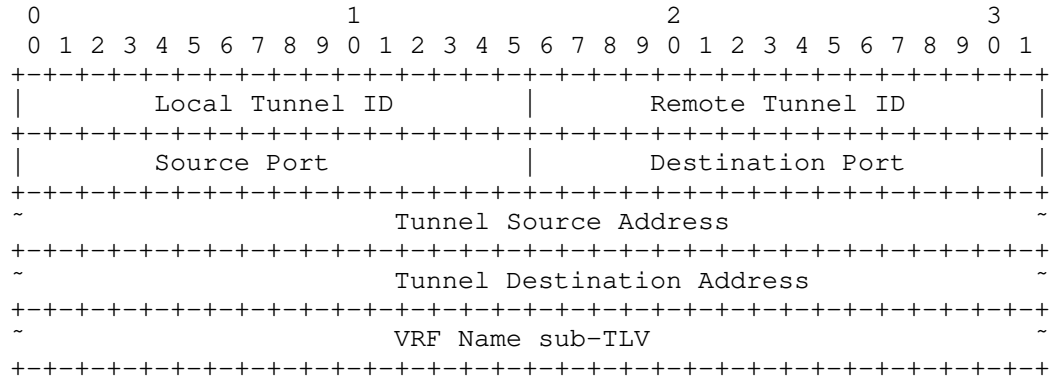 0                   1                   2                   3
 0 1 2 3 4 5 6 7 8 9 0 1 2 3 4 5 6 7 8 9 0 1 2 3 4 5 6 7 8 9 0 1
+-+-+-+-+-+-+-+-+-+-+-+-+-+-+-+-+-+-+-+-+-+-+-+-+-+-+-+-+-+-+-+-+
|        Local Tunnel ID        |       Remote Tunnel ID        |
+-+-+-+-+-+-+-+-+-+-+-+-+-+-+-+-+-+-+-+-+-+-+-+-+-+-+-+-+-+-+-+-+
|        Source Port            |       Destination Port        |
+-+-+-+-+-+-+-+-+-+-+-+-+-+-+-+-+-+-+-+-+-+-+-+-+-+-+-+-+-+-+-+-+
~                       Tunnel Source Address                   ~
+-+-+-+-+-+-+-+-+-+-+-+-+-+-+-+-+-+-+-+-+-+-+-+-+-+-+-+-+-+-+-+-+
~                       Tunnel Destination Address              ~
+-+-+-+-+-+-+-+-+-+-+-+-+-+-+-+-+-+-+-+-+-+-+-+-+-+-+-+-+-+-+-+-+
~                       VRF Name sub-TLV                        ~
+-+-+-+-+-+-+-+-+-+-+-+-+-+-+-+-+-+-+-+-+-+-+-+-+-+-+-+-+-+-+-+-+